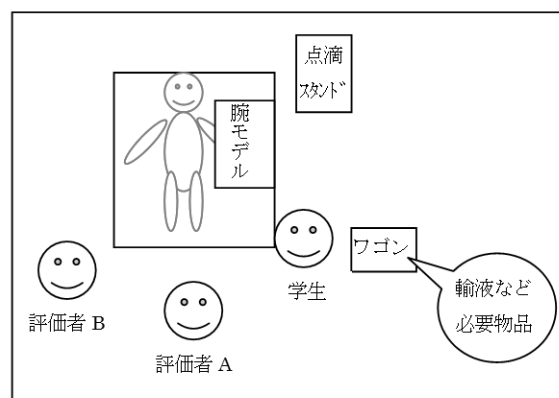 点滴
スタンド
腕モデル
ワゴン
学生
輸液など
必要物品
評価者 B
評価者 A